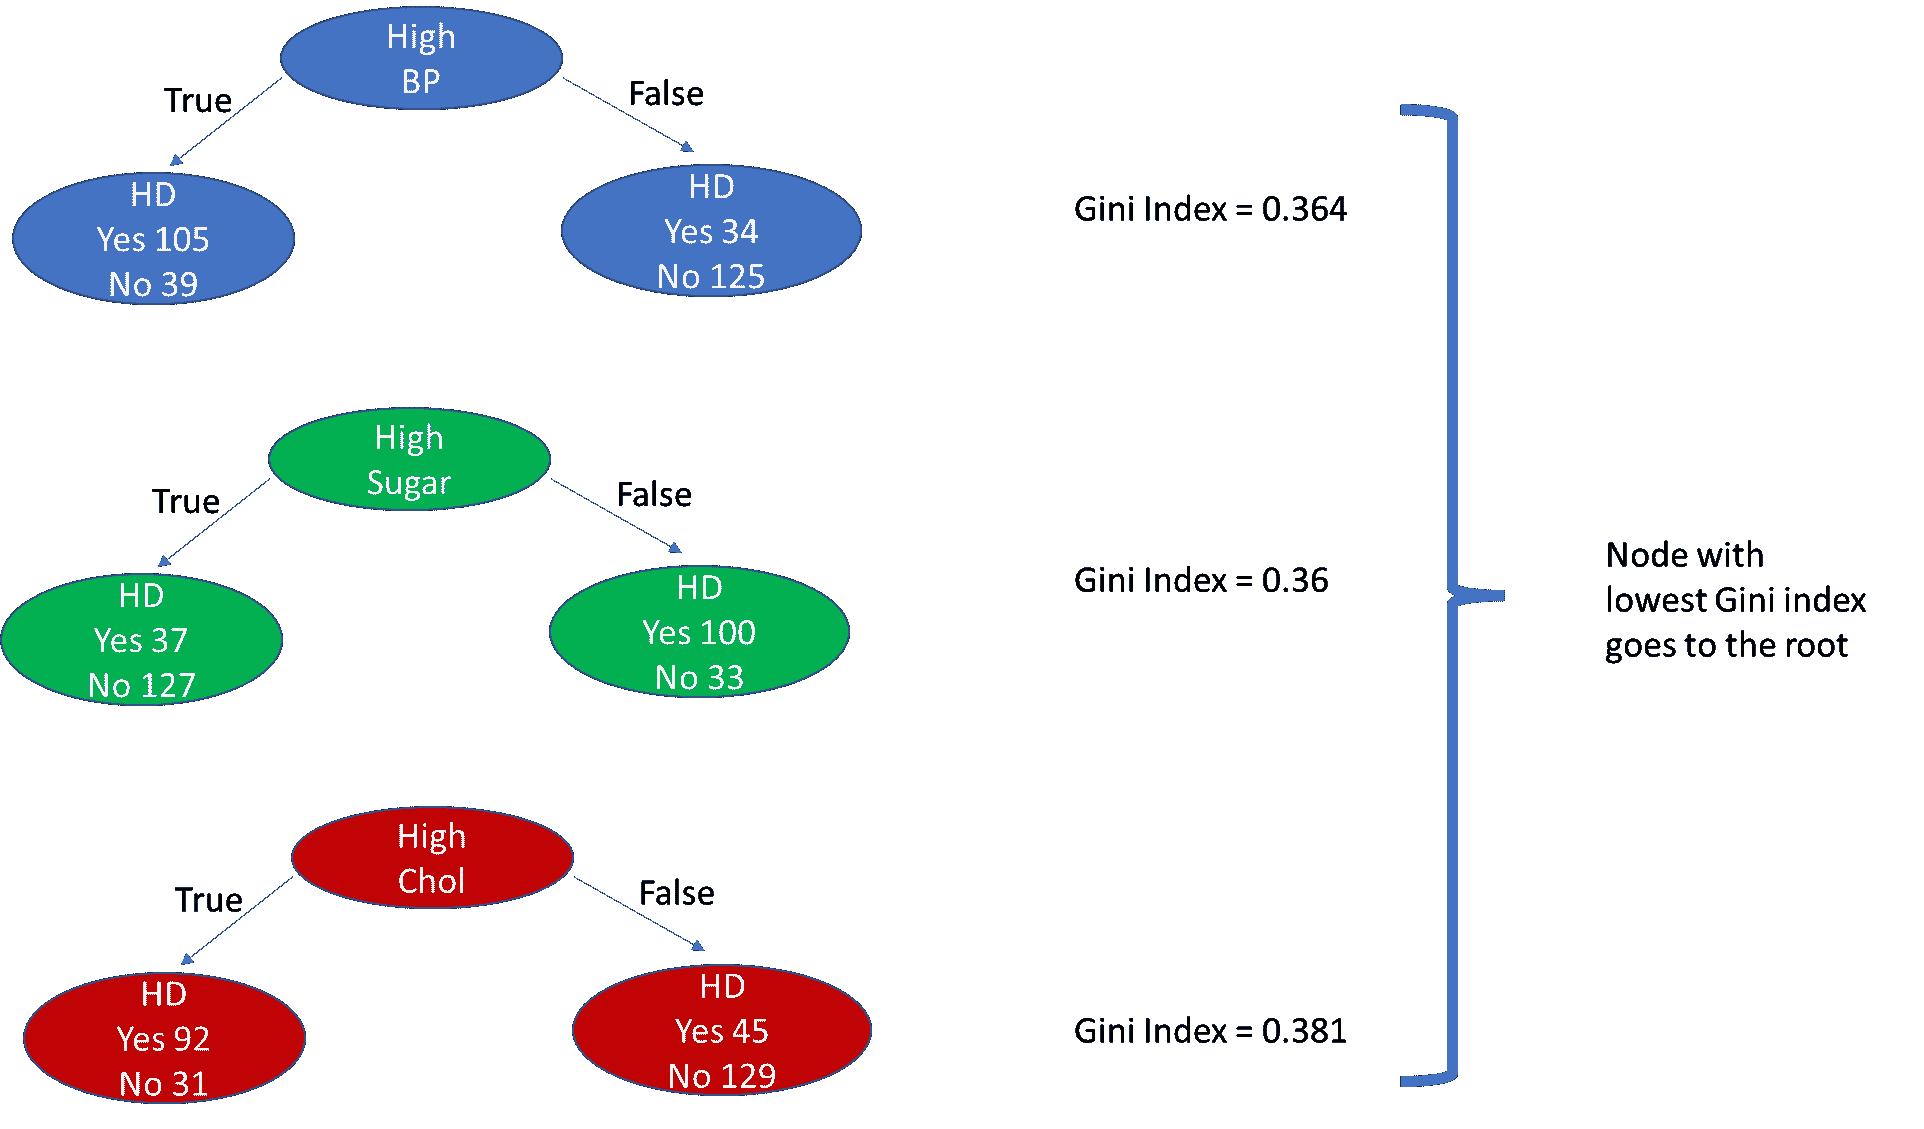 High
BP
True
False
HD
Yes 105
No 39
HD
Yes 34
No 125
Gini Index = 0.364
High
Sugar
True
False
HD
Yes 37
No 127
HD
Yes 100
No 33
Gini Index = 0.36
Node with
lowest Gini index
goes to the root
High
Chol
True
False
HD
Yes 92
No 31
HD
Yes 45
No 129
Gini Index = 0.381